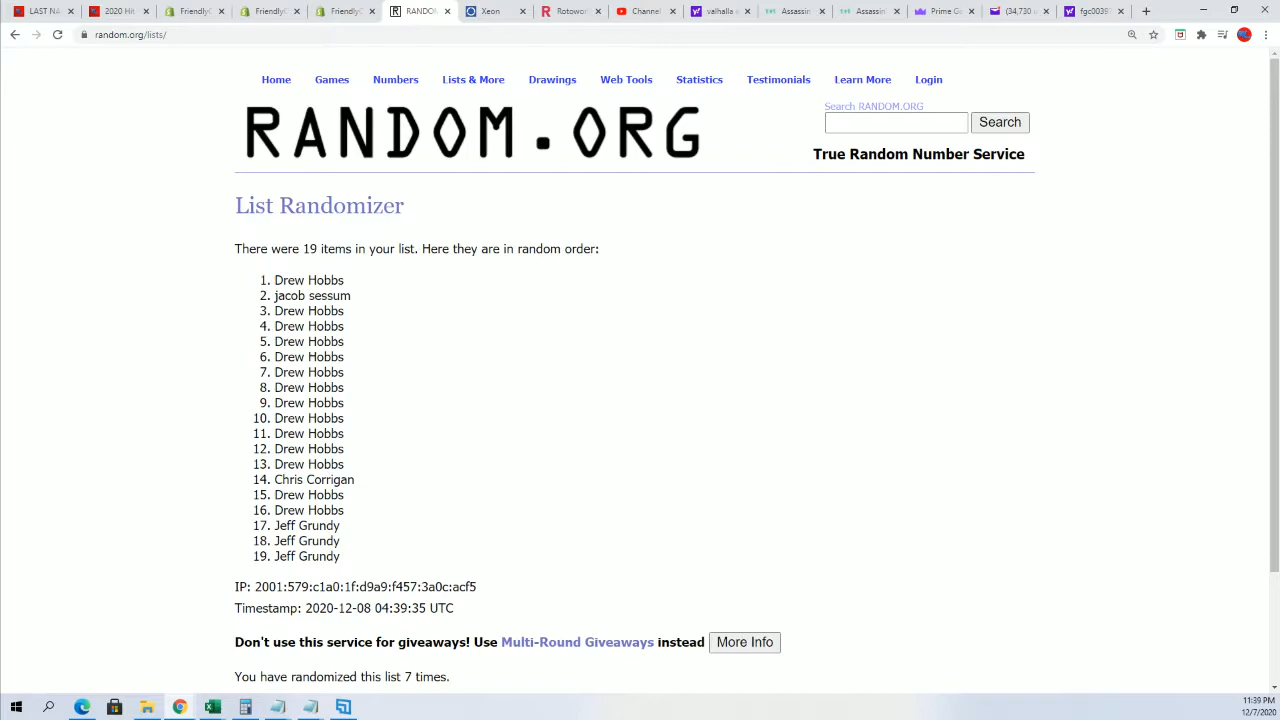 LAST NA
2020 Hit
FriendlyC
FriendlyC
FriendlyC
RANDOM
Xeon
Rotowor
Channel
valhalla
Assassin
Assassin
Prime Ga
(34,730
fgc0039
random.org/lists/
Home Games Numbers Lists & More Drawings Web Tools Statistics Testimonials Learn More Login
RANDOM.ORG
Search RANDOM.ORG
Search
True Random Number Service
List Randomizer
There were 19 items in your list. Here they are in random order:
1. Drew Hobbs
2. jacob sessum
3. Drew Hobbs
4. Drew Hobbs
5. Drew Hobbs
6. Drew Hobbs
7. Drew Hobbs
8. Drew Hobbs
9. Drew Hobbs
10. Drew Hobbs
11. Drew Hobbs
12. Drew Hobbs
13. Drew Hobbs
14. Chris Corrigan
15. Drew Hobbs
16. Drew Hobbs
17. Jeff Grundy
18. Jeff Grundy
19. Jeff Grundy
IP: 2001:579:c1a0:1f:d9a9:f457:3a0c:acf5
Timestamp: 2020-12-08 04:39:35 UTC
Don't use this service for giveaways! Use Multi-Round Giveaways instead More Info
You have randomized this list 7 times.
11:39 PM
12/7/2020